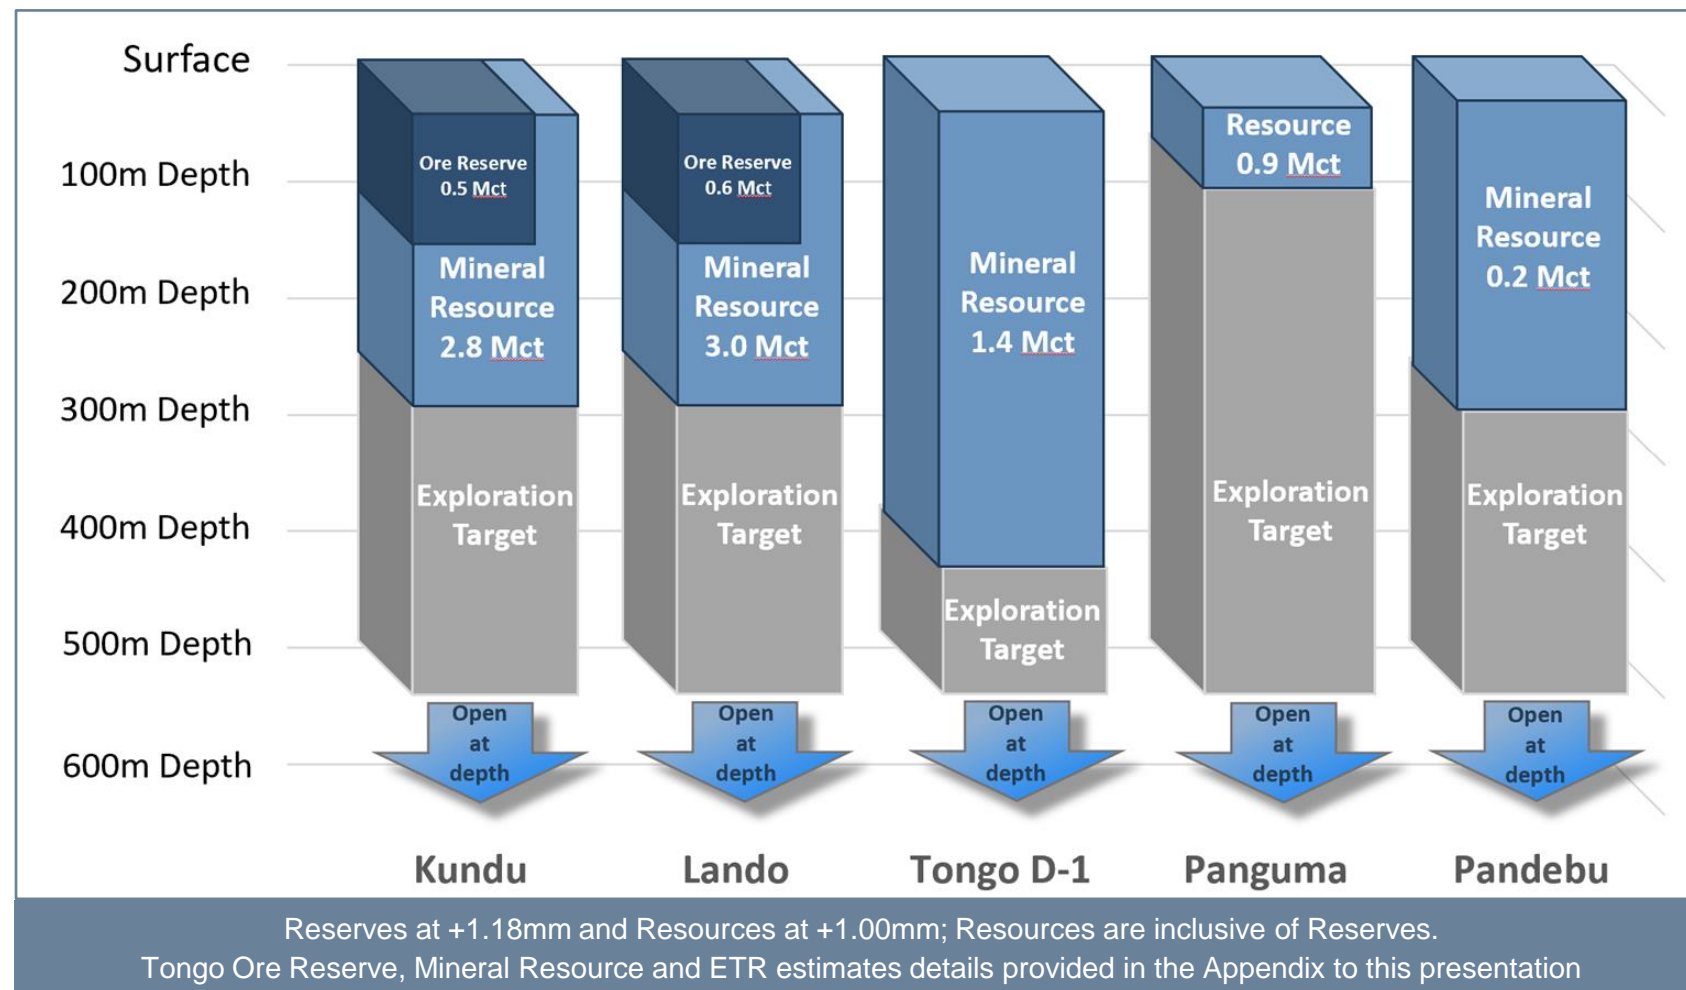 Surface
100m Depth
200m Depth
300m Depth
400m Depth
500m Depth
600m Depth
Ore Reserve
0.5 Mct
Mineral
Resource
2.8 Mct
Exploration
Target
Open
at
depth
Kundu
Ore Reserve
0.6 Mct
Mineral
Resource
3.0 Mct
Exploration
Target
Open
at
depth
Lando
Mineral
Resource
1.4 Mct
Exploration
Target
Open
at
depth
Tongo D-1
Resource
0.9 Mct
Exploration
Target
Open
at
depth
Panguma
Mineral
Resource
0.2 Mct
Exploration
Target
Open
at
depth
Pandebu
Reserves at +1.18mm and Resources at +1.00mm; Resources are inclusive of Reserves.
Tongo Ore Reserve, Mineral Resource and ETR estimates details provided in the Appendix to this presentation